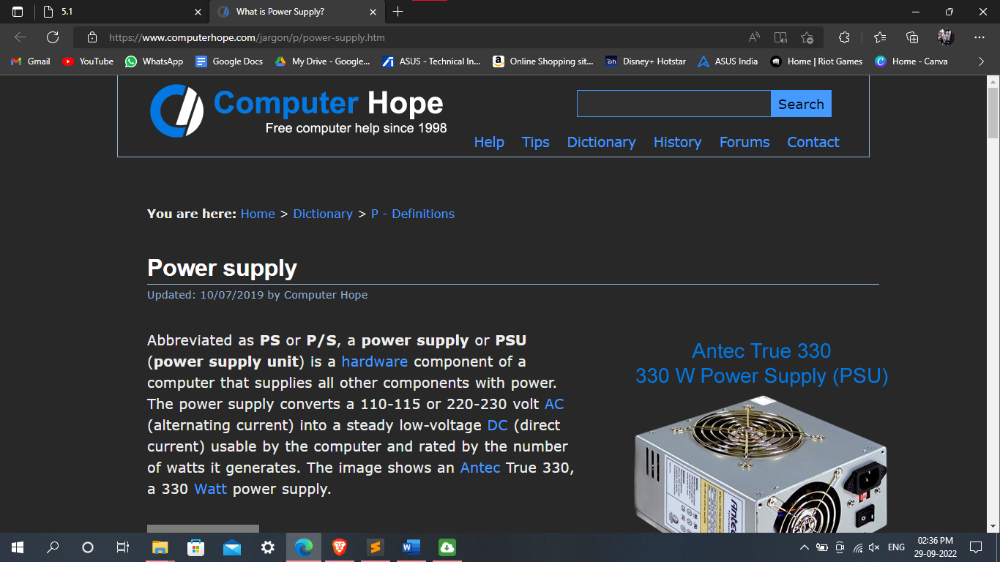 5.1
What is Power Supply?
https://www.computerhope.com/jargon/p/power-supply.htm
Gmail
YouTube
WhatsApp
Google Docs
My Drive - Google...
ASUS - Technical In...
Online Shopping sit...
Disney+ Hotstar
ASUS India
Home | Riot Games
Home - Canva
Computer Hope
Free computer help since 1998
Search
Help Tips Dictionary History Forums Contact
You are here: Home > Dictionary > P - Definitions
Power supply
Updated: 10/07/2019 by Computer Hope
Abbreviated as PS or P/S, a power supply or PSU
(power supply unit) is a hardware component of a
computer that supplies all other components with power.
The power supply converts a 110-115 or 220-230 volt AC
(alternating current) into a steady low-voltage DC (direct
current) usable by the computer and rated by the number
of watts it generates. The image shows an Antec True 330,
a 330 Watt power supply.
Antec True 330
330 W Power Supply (PSU)
ENG
02:36 PM
29-09-2022